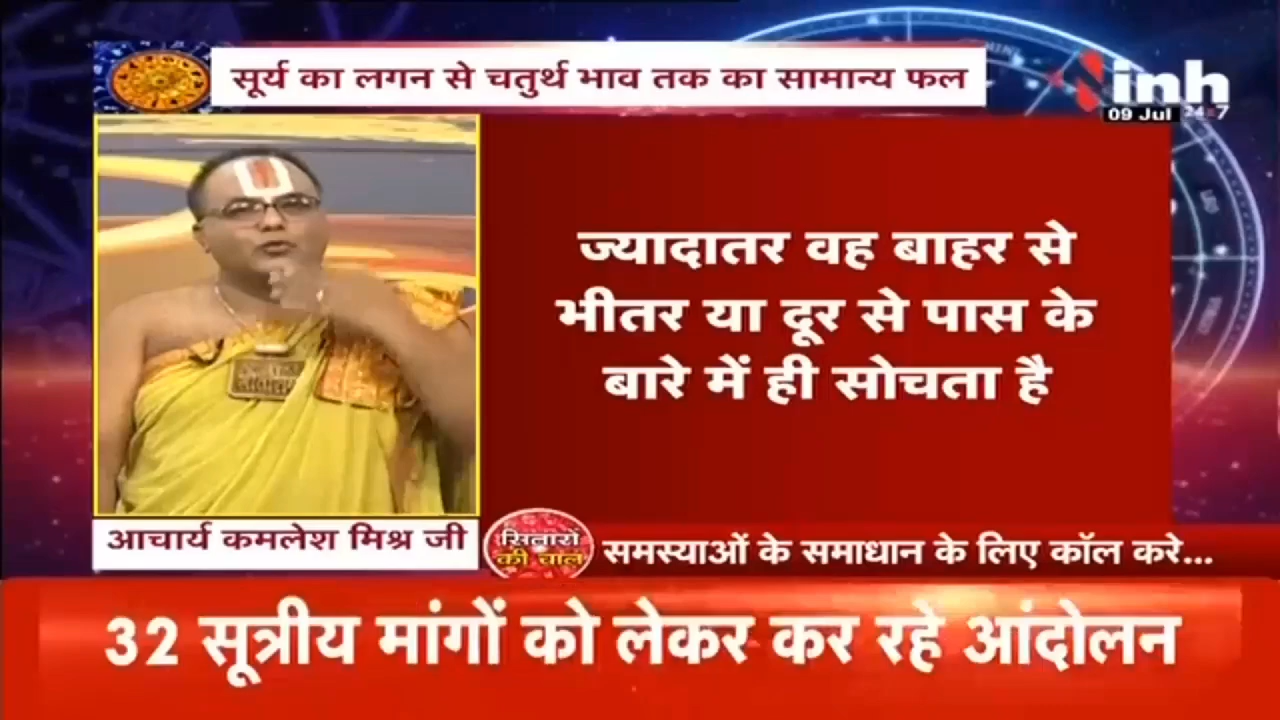 सूर्य का लगन से चतुर्थ भाव तक का सामान्य फल
inh
09 Jul 24x7
ज्यादातर वह बाहर से
भीतर या दूर से पास के
बारे में ही सोचता है
आचार्य कमलेश मिश्र जी
सितारों
की चाल
समस्याओं के समाधान के लिए कॉल करे...
32 सूत्रीय मांगों को लेकर कर रहे आंदोलन